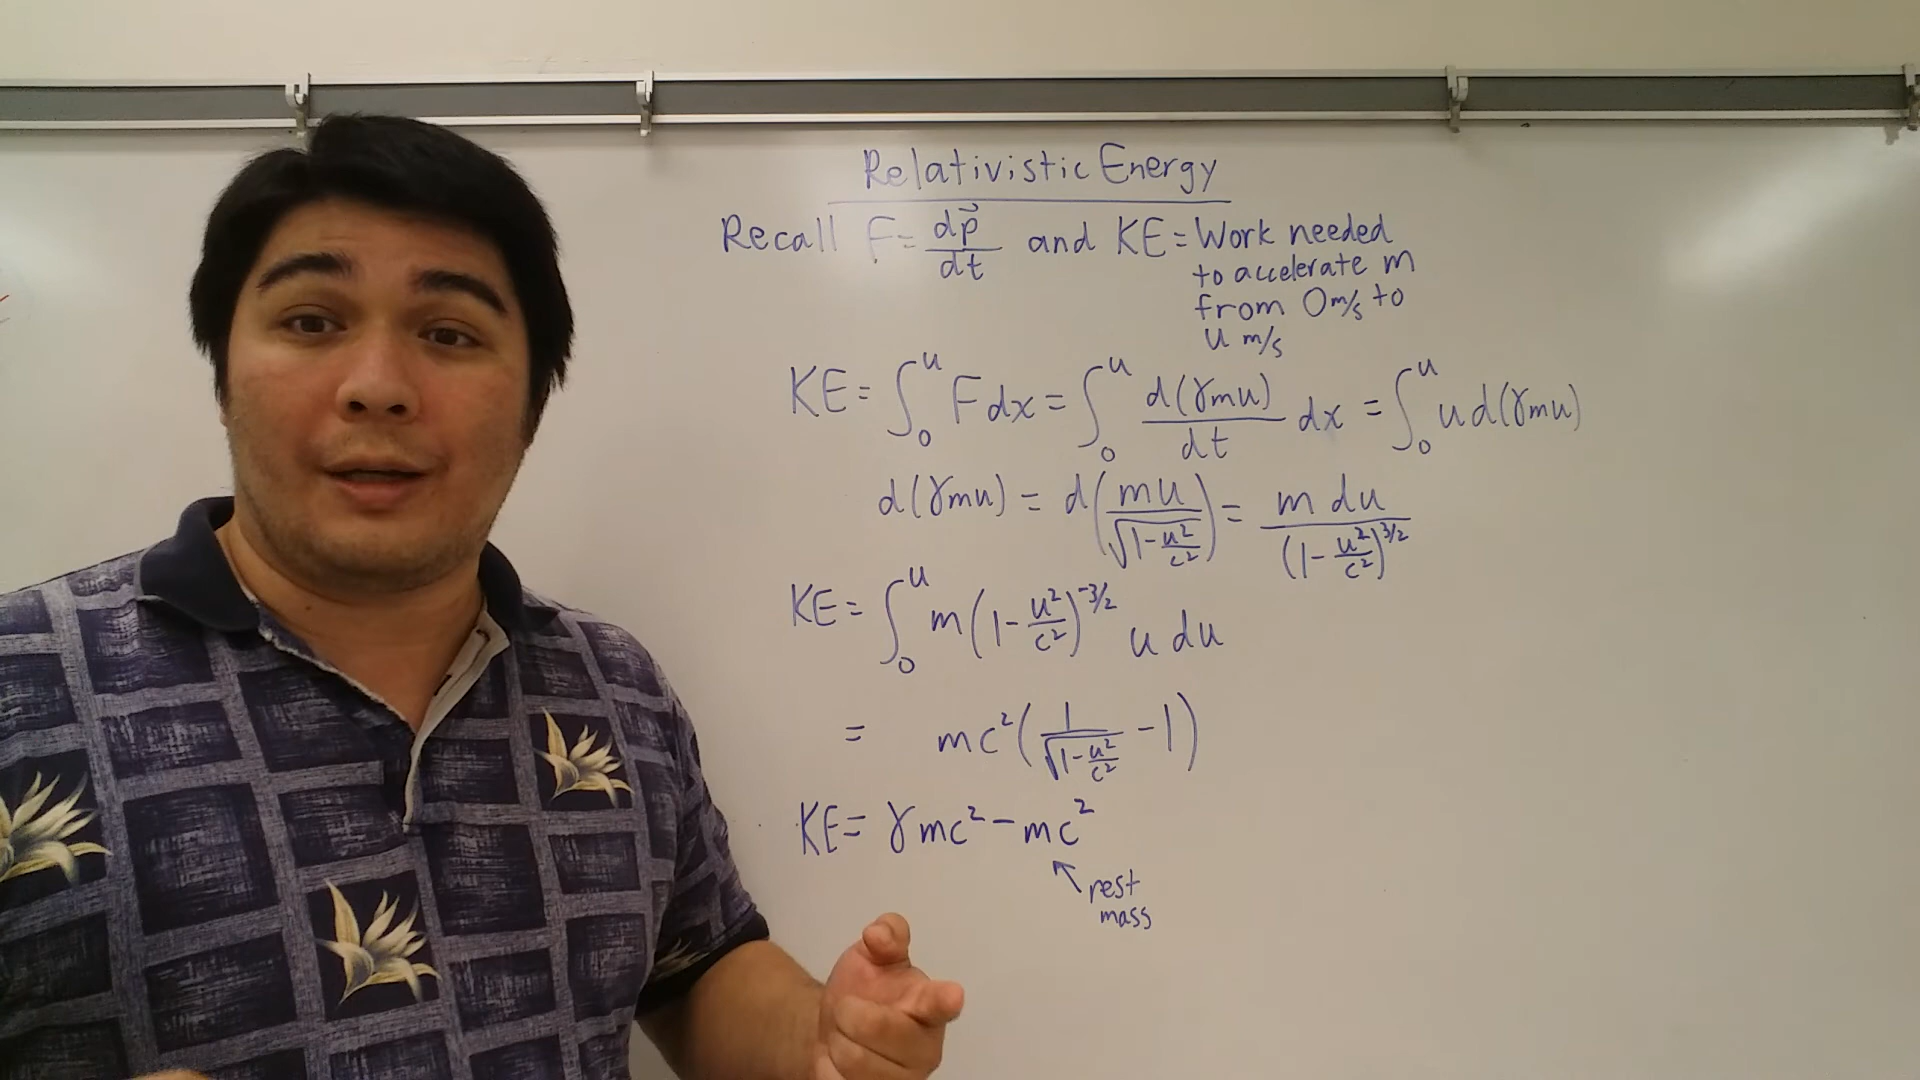 Relativistic Energy
Recall F = dp⃗/dt and KE = Work needed
to accelerate m
from 0 m/s to
u m/s
KE = ∫₀ᵘ F dx = ∫₀ᵘ d(γmu)/dt dx = ∫₀ᵘ u d(γmu)
d(γmu) = d(mu/√(1-u²/c²)) = m du/(1-u²/c²)^3/2
KE = ∫₀ᵘ m(1-u²/c²)^-3/2 u du
= mc²(1/√(1-u²/c²) - 1)
KE = γmc² - mc²
rest
mass